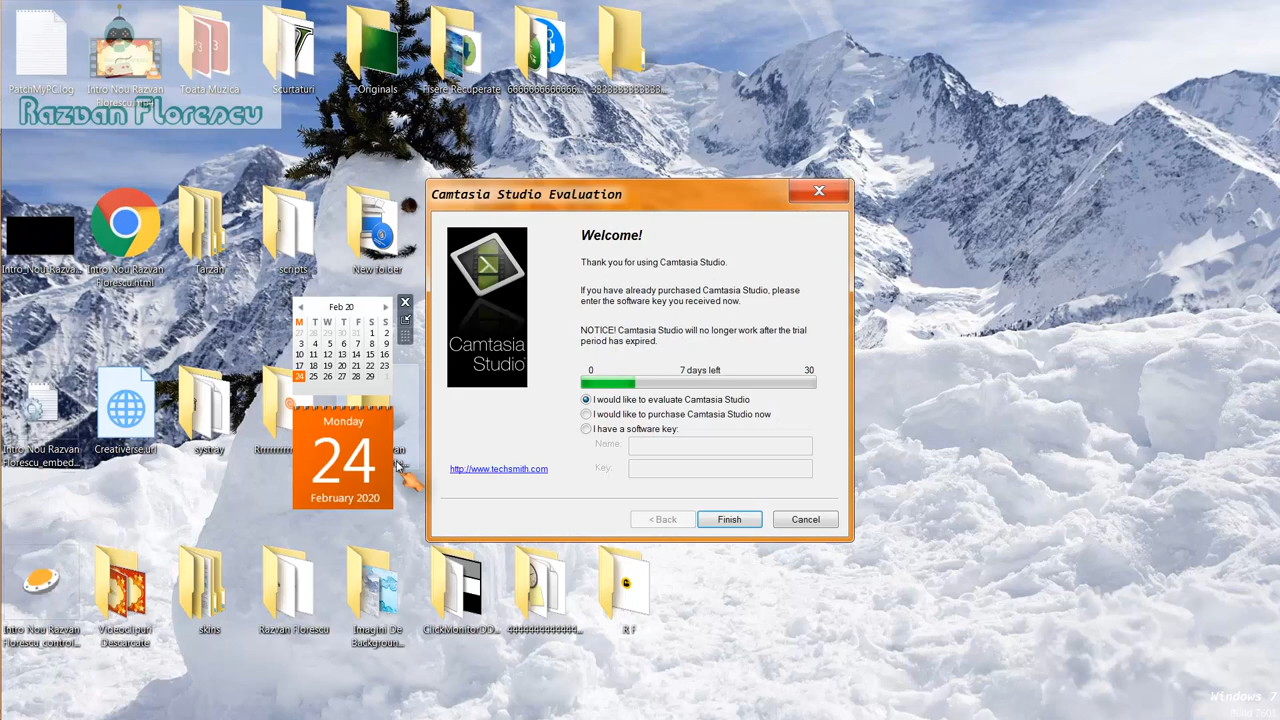 PatchMyPC.log
Intro Nou Razvan
Florescu.html
Toata Muzica
Scurtaturi
Originals
Fisere Recuperate
6666666666666...
3333333333333...
Razvan Florescu
Intro_Nou_Razva...
Intro Nou Razvan
Florescu.html
Tarzan
scripts
New folder
Feb 20
M T W T F S S
27 28 29 30 31 1 2
3 4 5 6 7 8 9
10 11 12 13 14 15 16
17 18 19 20 21 22 23
24 25 26 27 28 29 1
Monday
24
February 2020
Intro Nou Razvan
Florescu_embed...
Creativerse.url
systray
Camtasia Studio Evaluation
Camtasia
Studio
http://www.techsmith.com
Welcome!
Thank you for using Camtasia Studio.
If you have already purchased Camtasia Studio, please
enter the software key you received now.
NOTICE! Camtasia Studio will no longer work after the trial
period has expired.
0 7 days left 30
I would like to evaluate Camtasia Studio
I would like to purchase Camtasia Studio now
I have a software key:
Name:
Key:
< Back Finish Cancel
Intro Nou Razvan
Florescu_control...
Videoclipuri
Descarcate
skins
Razvan Florescu
Imagini De
Backgroun...
ClickMonitorDD...
4444444444444...
R F
Windows 7